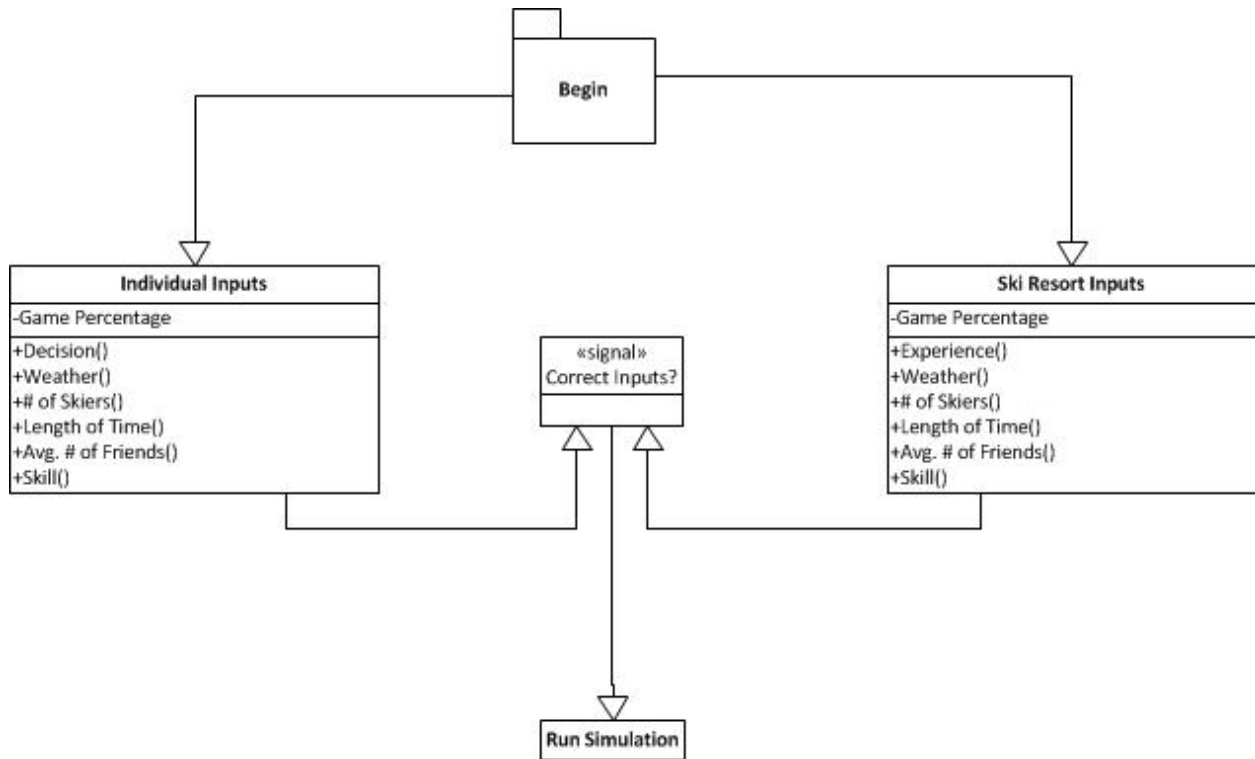 Begin
Individual Inputs
-Game Percentage
+Decision()
+Weather()
+# of Skiers()
+Length of Time()
+Avg. # of Friends()
+Skill()
«signal»
Correct Inputs?
Ski Resort Inputs
-Game Percentage
+Experience()
+Weather()
+# of Skiers()
+Length of Time()
+Avg. # of Friends()
+Skill()
Run Simulation